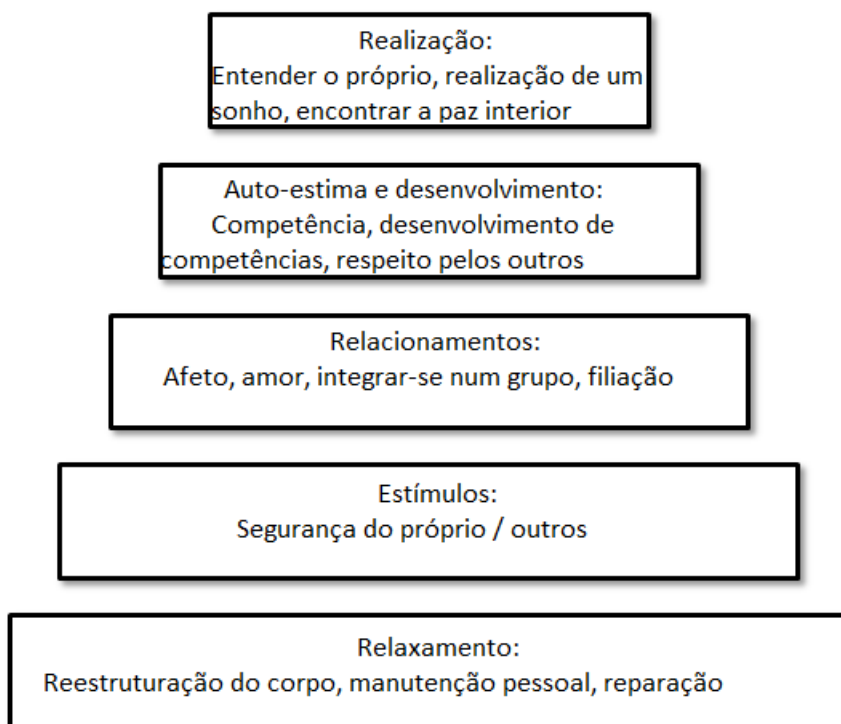 Realização:
Entender o próprio, realização de um
sonho, encontrar a paz interior
Auto-estima e desenvolvimento:
Competência, desenvolvimento de
competências, respeito pelos outros
Relacionamentos:
Afeto, amor, integrar-se num grupo, filiação
Estímulos:
Segurança do próprio / outros
Relaxamento:
Reestruturação do corpo, manutenção pessoal, reparação